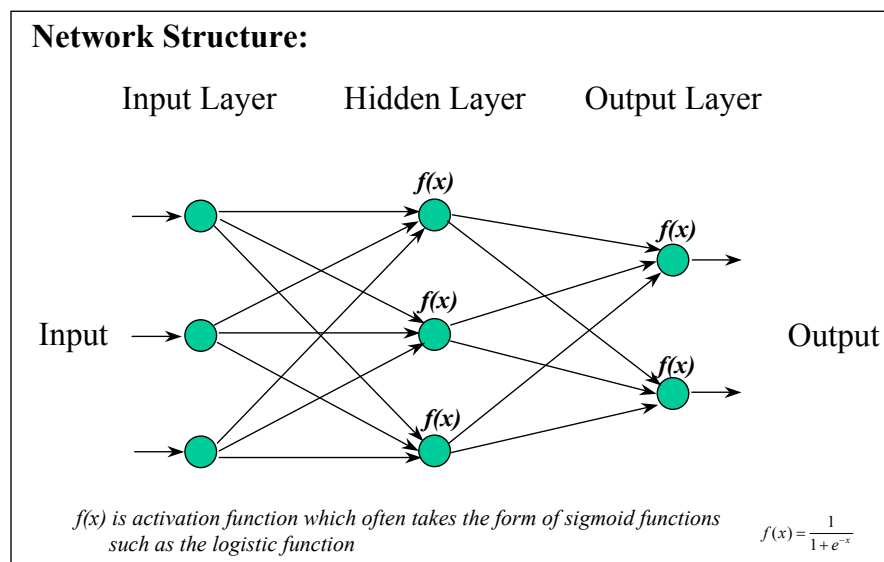 Network Structure:
Input Layer Hidden Layer Output Layer
f(x)
f(x)
f(x)
Input Output
f(x)
f(x)
f(x) is activation function which often takes the form of sigmoid functions
such as the logistic function
f(x) = 1 / (1 + e^{-x})